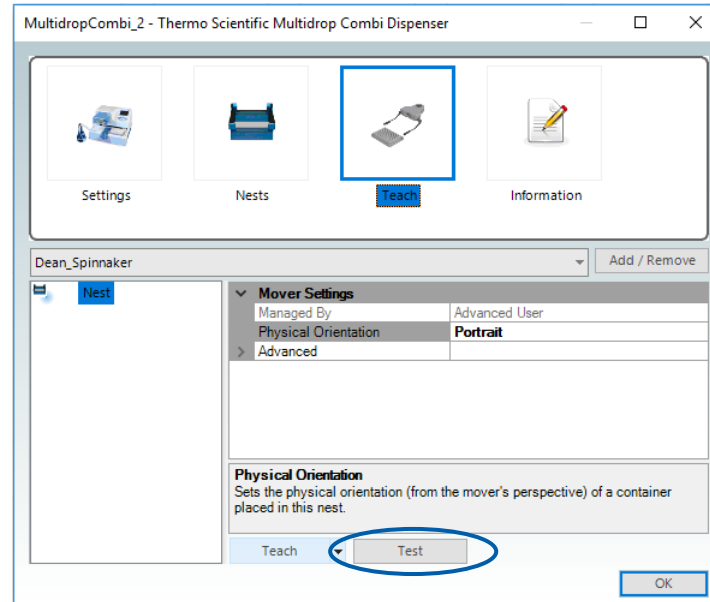 MultidropCombi_2 - Thermo Scientific Multidrop Combi Dispenser
Settings Nests Teach Information
Dean_Spinnaker Add / Remove
Nest
Mover Settings
Managed By Advanced User
Physical Orientation Portrait
Advanced
Physical Orientation
Sets the physical orientation (from the mover's perspective) of a container
placed in this nest.
Teach Test
OK